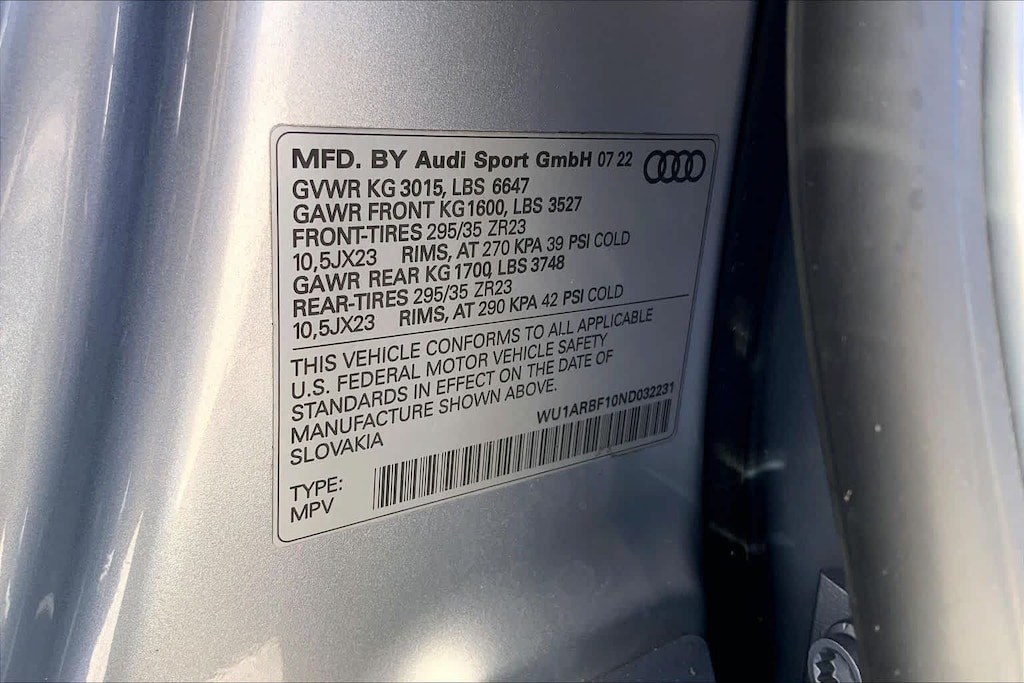 MFD. BY Audi Sport GmbH 07 22
GVWR KG 3015, LBS 6647
GAWR FRONT KG1600, LBS 3527
FRONT-TIRES 295/35 ZR23
10,5JX23 RIMS, AT 270 KPA 39 PSI COLD
GAWR REAR KG1700, LBS 3748
REAR-TIRES 295/35 ZR23
10,5JX23 RIMS, AT 290 KPA 42 PSI COLD
THIS VEHICLE CONFORMS TO ALL APPLICABLE
U.S. FEDERAL MOTOR VEHICLE SAFETY
STANDARDS IN EFFECT ON THE DATE OF
MANUFACTURE SHOWN ABOVE.
SLOVAKIA
WU1ARBF10ND032231
TYPE:
MPV